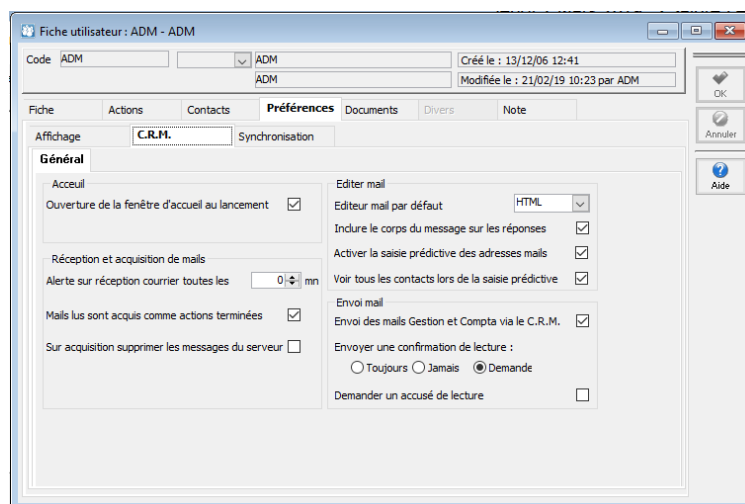 Fiche utilisateur : ADM - ADM
Code ADM ADM Créé le : 13/12/06 12:41
ADM Modifiée le : 21/02/19 10:23 par ADM
OK
Annuler
Aide
Fiche Actions Contacts Préférences Documents Divers Note
Affichage C.R.M. Synchronisation
Général
Acceuil
Ouverture de la fenêtre d'accueil au lancement
Réception et acquisition de mails
Alerte sur réception courrier toutes les 0 mn
Mails lus sont acquis comme actions terminées
Sur acquisition supprimer les messages du serveur
Editer mail
Editeur mail par défaut HTML
Inclure le corps du message sur les réponses
Activer la saisie prédictive des adresses mails
Voir tous les contacts lors de la saisie prédictive
Envoi mail
Envoi des mails Gestion et Compta via le C.R.M.
Envoyer une confirmation de lecture :
Toujours Jamais Demande
Demander un accusé de lecture